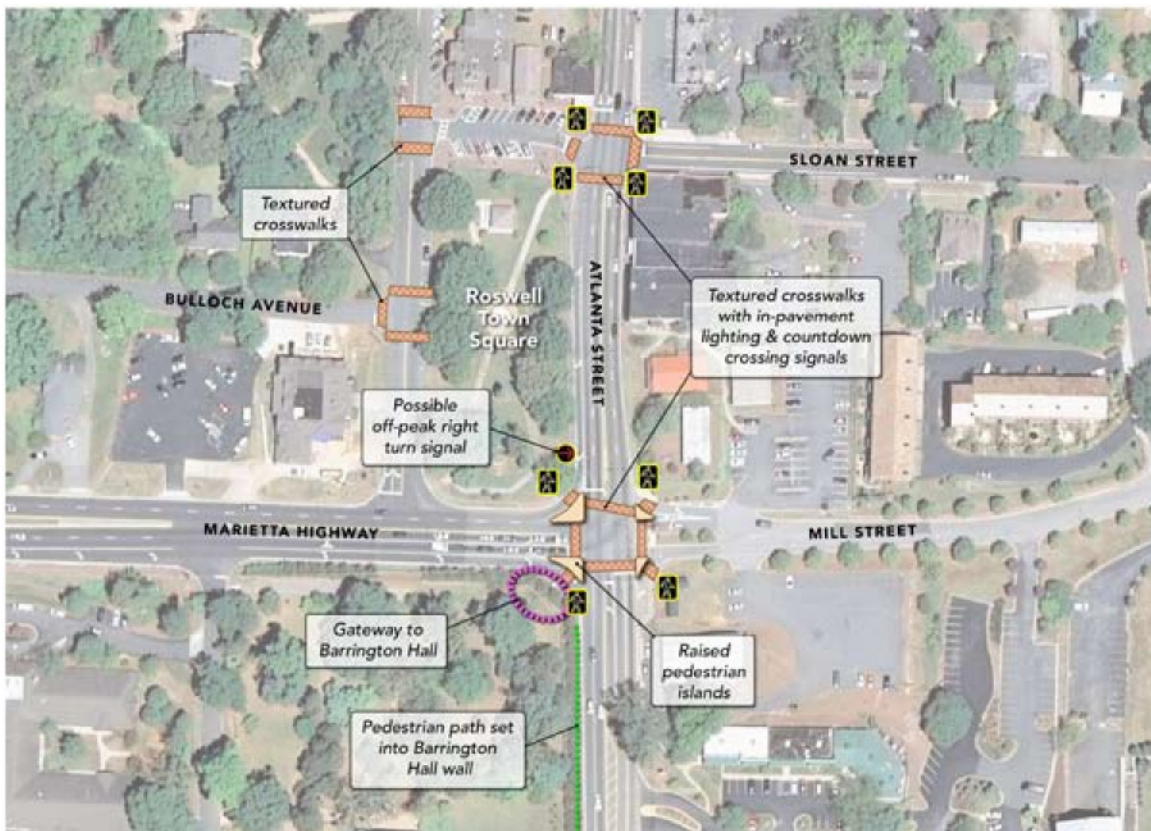 SLOAN STREET
Textured
crosswalks
BULLOCH AVENUE
Roswell
Town
Square
ATLANTA STREET
Textured crosswalks
with in-pavement
lighting & countdown
crossing signals
Possible
off-peak right
turn signal
MARIETTA HIGHWAY
MILL STREET
Gateway to
Barrington Hall
Raised
pedestrian
islands
Pedestrian path set
into Barrington
Hall wall